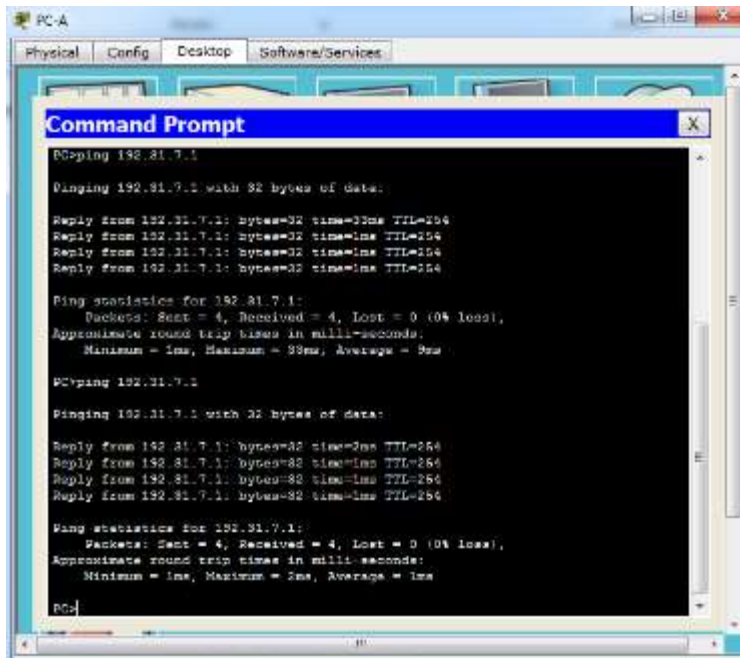 PC-A
Physical Config Desktop Software/Services
Command Prompt X
PC>ping 192.31.7.1
Pinging 192.31.7.1 with 32 bytes of data:
Reply from 192.31.7.1: bytes=32 time=33ms TTL=254
Reply from 192.31.7.1: bytes=32 time=1ms TTL=254
Reply from 192.31.7.1: bytes=32 time=1ms TTL=254
Reply from 192.31.7.1: bytes=32 time=1ms TTL=254
Ping statistics for 192.31.7.1:
Packets: Sent = 4, Received = 4, Lost = 0 (0% loss),
Approximate round trip times in milli-seconds:
Minimum = 1ms, Maximum = 33ms, Average = 9ms
PC>ping 192.31.7.1
Pinging 192.31.7.1 with 32 bytes of data:
Reply from 192.31.7.1: bytes=32 time=2ms TTL=254
Reply from 192.31.7.1: bytes=32 time=1ms TTL=254
Reply from 192.31.7.1: bytes=32 time=1ms TTL=254
Reply from 192.31.7.1: bytes=32 time=1ms TTL=254
Ping statistics for 192.31.7.1:
Packets: Sent = 4, Received = 4, Lost = 0 (0% loss),
Approximate round trip times in milli-seconds:
Minimum = 1ms, Maximum = 2ms, Average = 1ms
PC>